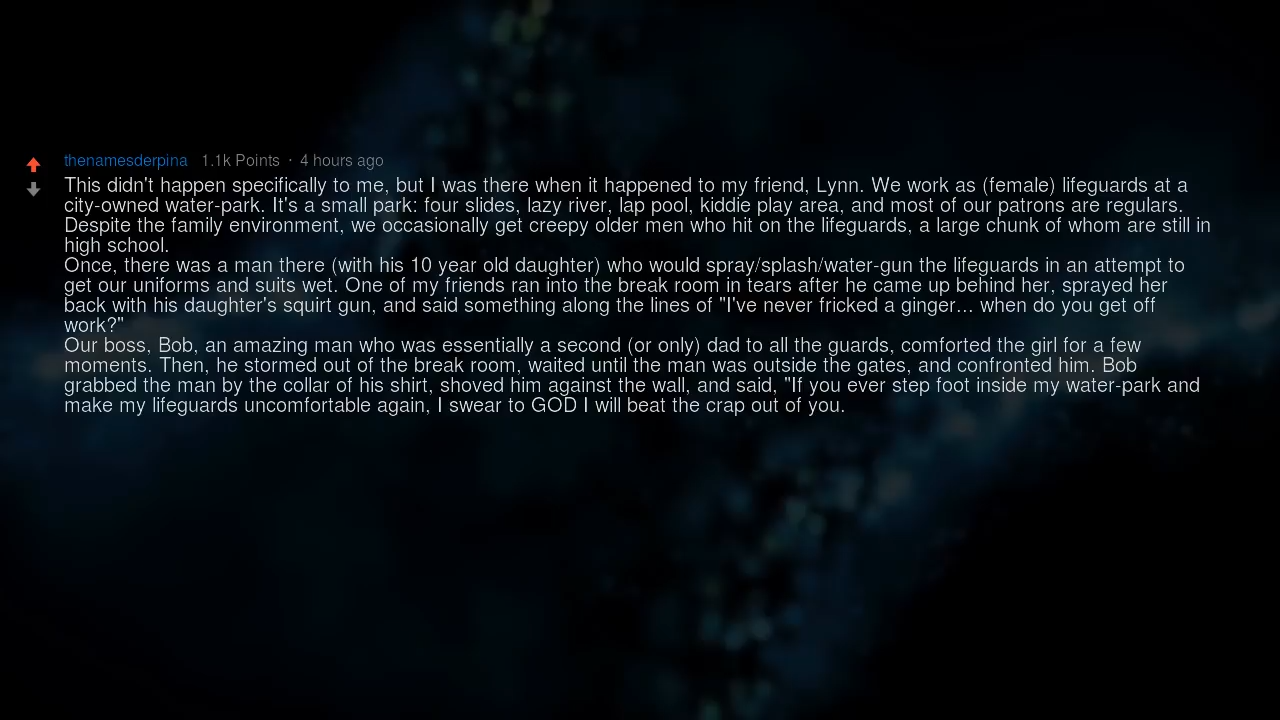 thenamesderpina 1.1k Points · 4 hours ago
This didn't happen specifically to me, but I was there when it happened to my friend, Lynn. We work as (female) lifeguards at a
city-owned water-park. It's a small park: four slides, lazy river, lap pool, kiddie play area, and most of our patrons are regulars.
Despite the family environment, we occasionally get creepy older men who hit on the lifeguards, a large chunk of whom are still in
high school.
Once, there was a man there (with his 10 year old daughter) who would spray/splash/water-gun the lifeguards in an attempt to
get our uniforms and suits wet. One of my friends ran into the break room in tears after he came up behind her, sprayed her
back with his daughter's squirt gun, and said something along the lines of "I've never fricked a ginger... when do you get off
work?"
Our boss, Bob, an amazing man who was essentially a second (or only) dad to all the guards, comforted the girl for a few
moments. Then, he stormed out of the break room, waited until the man was outside the gates, and confronted him. Bob
grabbed the man by the collar of his shirt, shoved him against the wall, and said, "If you ever step foot inside my water-park and
make my lifeguards uncomfortable again, I swear to GOD I will beat the crap out of you.